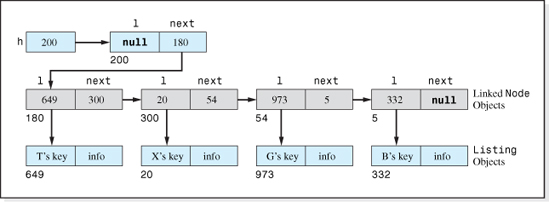 l next
h 200 null 180
200
l next l next l next l next
649 300 20 54 973 5 332 null Linked Node
Objects
180 300 54 5
T's key info X's key info G's key info B's key info Listing
Objects
649 20 973 332